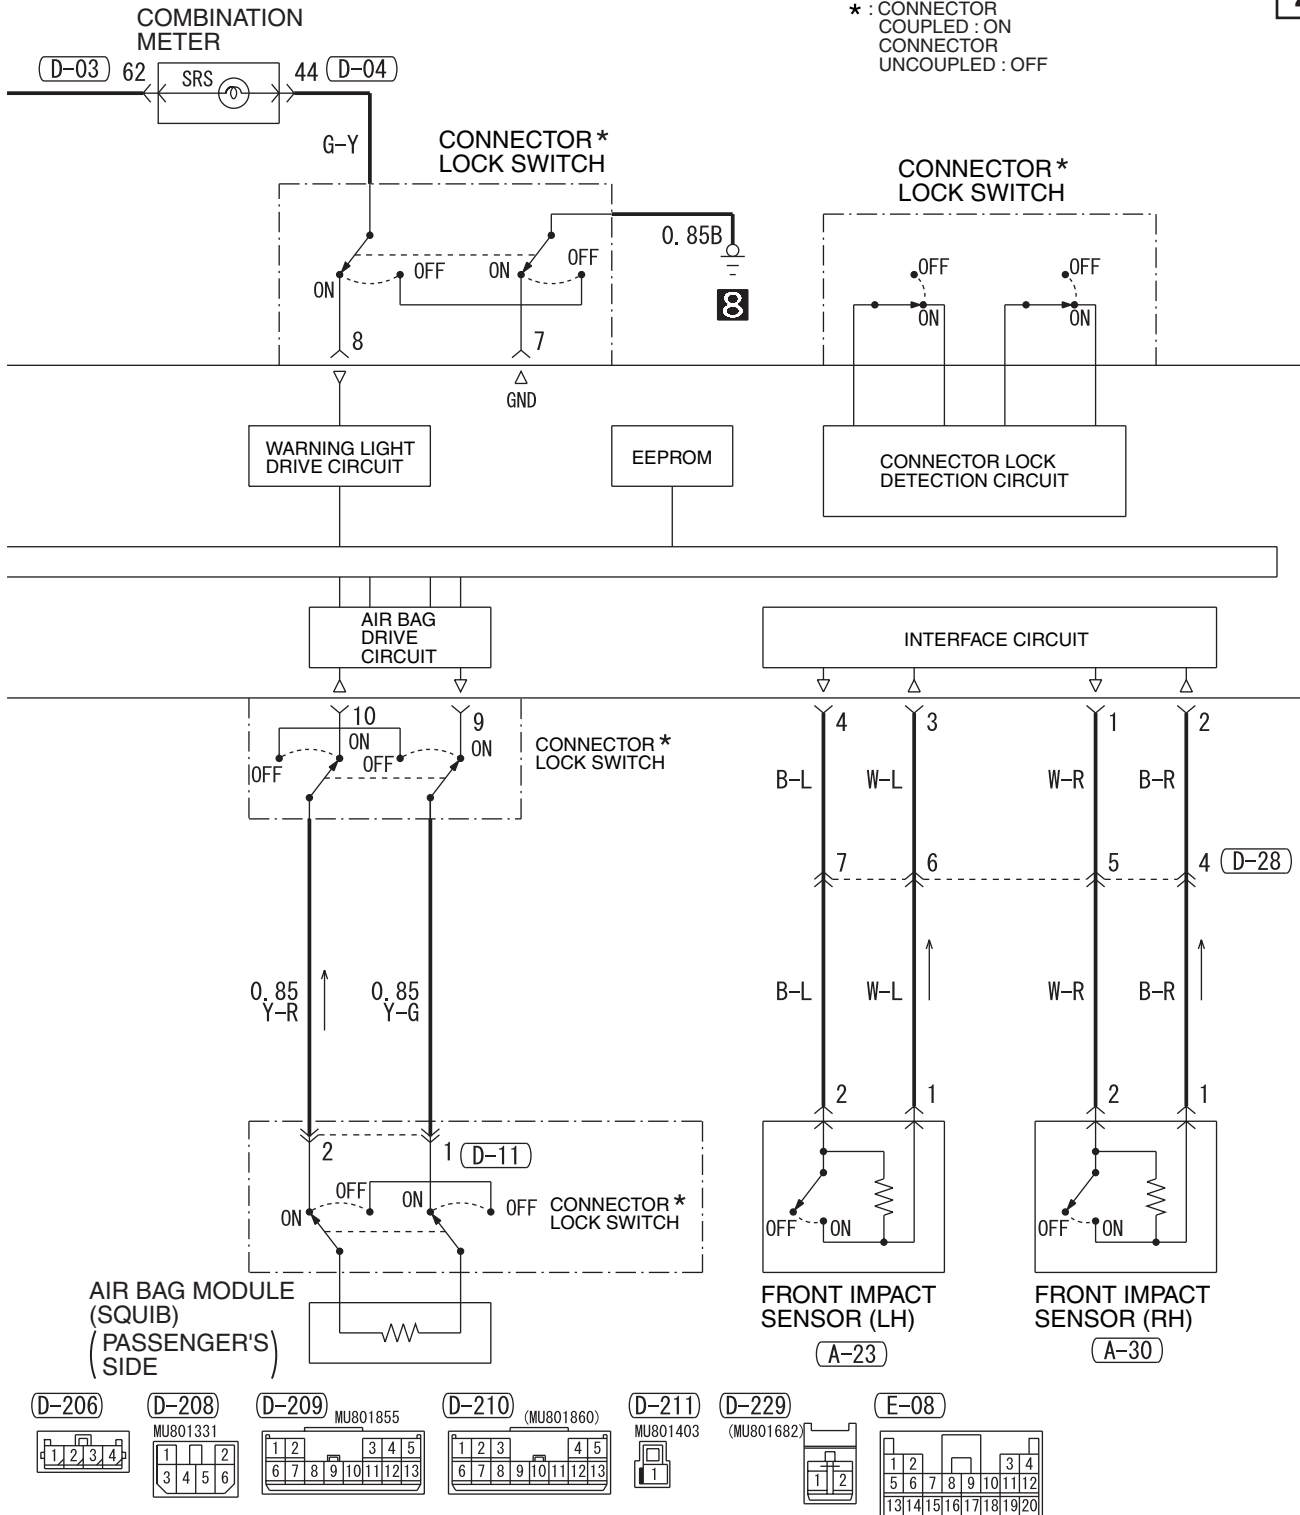 COMBINATION
METER
* : CONNECTOR
COUPLED : ON
CONNECTOR
UNCOUPLED : OFF
D-03 62 SRS 44 D-04
G-Y
CONNECTOR *
LOCK SWITCH
CONNECTOR *
LOCK SWITCH
0.85B
ON OFF ON OFF
OFF OFF
ON ON
8
8 7
GND
WARNING LIGHT
DRIVE CIRCUIT
EEPROM
CONNECTOR LOCK
DETECTION CIRCUIT
AIR BAG
DRIVE
CIRCUIT
INTERFACE CIRCUIT
10 9
4 3 1 2
OFF ON OFF ON
CONNECTOR *
LOCK SWITCH
B-L W-L W-R B-R
7 6 5 4 D-28
0.85
Y-R
0.85
Y-G
B-L W-L W-R B-R
2 1 2 1
2 1 D-11
ON OFF ON OFF
CONNECTOR *
LOCK SWITCH
OFF ON OFF ON
AIR BAG MODULE
(SQUIB)
(PASSENGER'S
SIDE)
FRONT IMPACT
SENSOR (LH)
A-23
FRONT IMPACT
SENSOR (RH)
A-30
D-206
1 2 3 4
D-208
MU801331
1 2
3 4 5 6
D-209
MU801855
1 2 3 4 5
6 7 8 9 10 11 12 13
D-210
(MU801860)
1 2 3 4 5
6 7 8 9 10 11 12 13
D-211
MU801403
1
D-229
(MU801682)
1 2
E-08
1 2 3 4
5 6 7 8 9 10 11 12
13 14 15 16 17 18 19 20